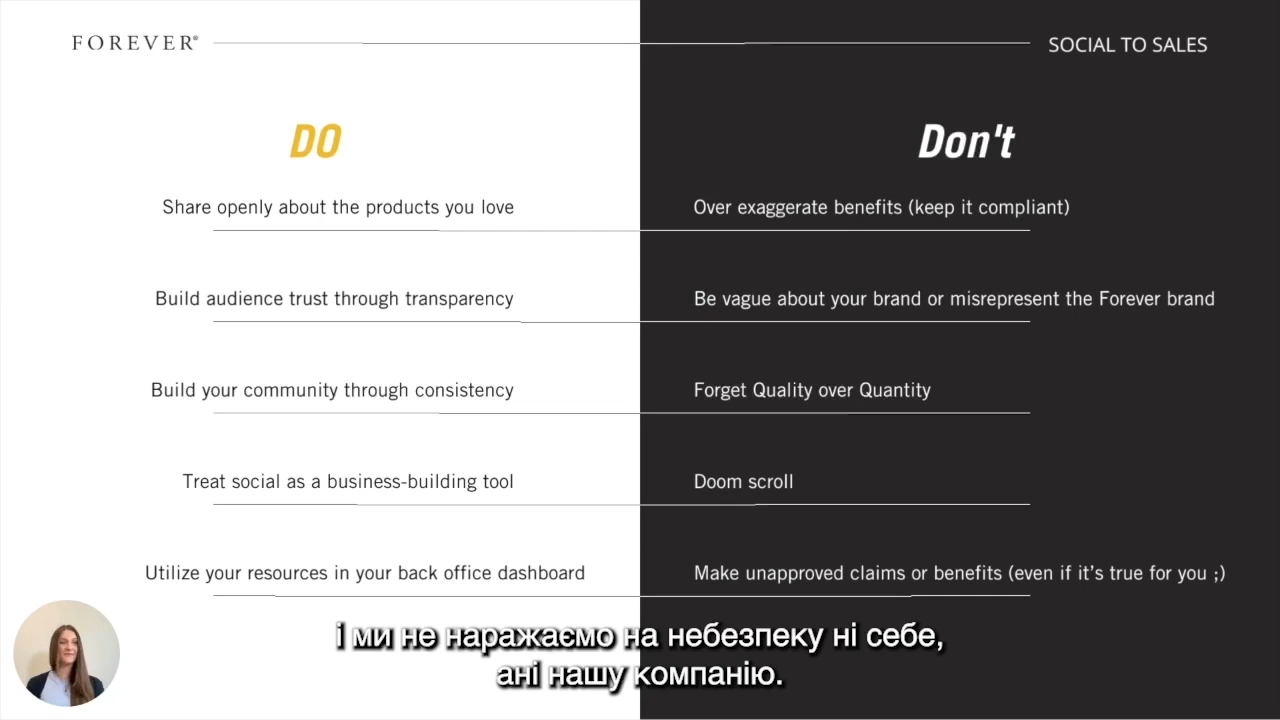 FOREVER®
SOCIAL TO SALES
DO
Don't
Share openly about the products you love
Over exaggerate benefits (keep it compliant)
Build audience trust through transparency
Be vague about your brand or misrepresent the Forever brand
Build your community through consistency
Forget Quality over Quantity
Treat social as a business-building tool
Doom scroll
Utilize your resources in your back office dashboard
Make unapproved claims or benefits (even if it's true for you ;)
і ми не наражаємо на небезпеку ні себе,
ані нашу компанію.